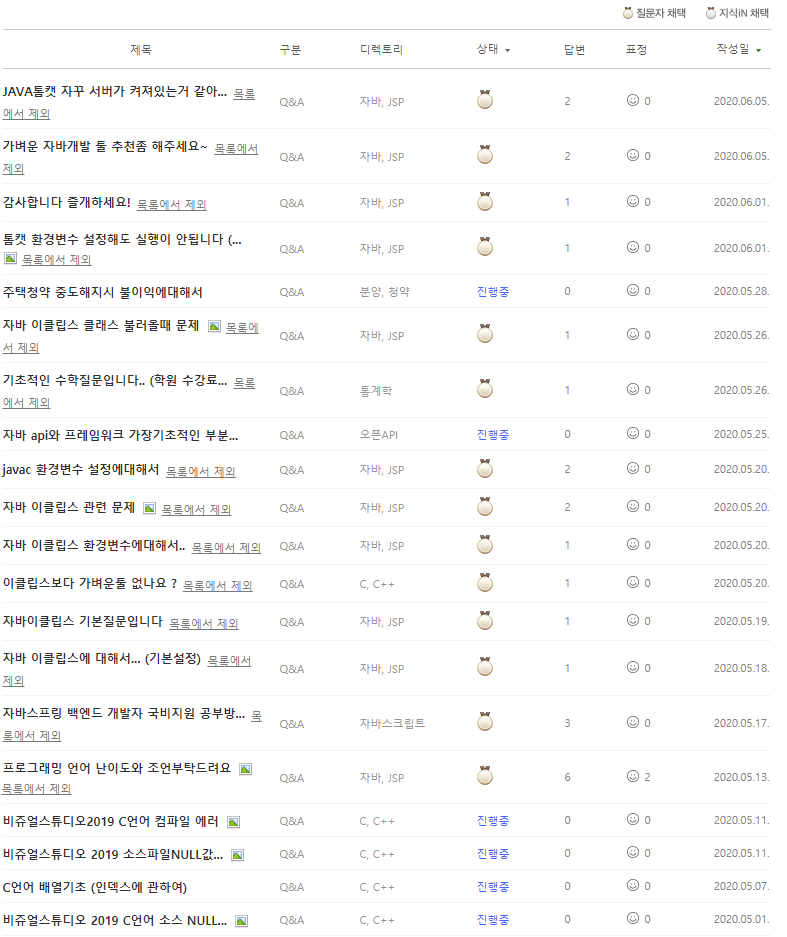 질문자 채택 지식iN 채택
제목 구분 디렉토리 상태 답변 표정 작성일
JAVA톰캣 자꾸 서버가 켜져있는거 같아... 목록
에서 제외 Q&A 자바, JSP 2 0 2020.06.05.
가벼운 자바개발 툴 추천좀 해주세요~ 목록에서
제외 Q&A 자바, JSP 2 0 2020.06.05.
감사합니다 즐개하세요! 목록에서 제외 Q&A 자바, JSP 1 0 2020.06.01.
톰캣 환경변수 설정해도 실행이 안됩니다 (...
목록에서 제외 Q&A 자바, JSP 1 0 2020.06.01.
주택청약 중도해지시 불이익에대해서 Q&A 분양, 청약 진행중 0 0 2020.05.28.
자바 이클립스 클래스 불러올때 문제 목록에
서 제외 Q&A 자바, JSP 1 0 2020.05.26.
기초적인 수학질문입니다.. (학원 수강료... 목록
에서 제외 Q&A 통계학 1 0 2020.05.26.
자바 api와 프레임워크 가장기초적인 부분... Q&A 오픈API 진행중 0 0 2020.05.25.
javac 환경변수 설정에대해서 목록에서 제외 Q&A 자바, JSP 2 0 2020.05.20.
자바 이클립스 관련 문제 목록에서 제외 Q&A 자바, JSP 2 0 2020.05.20.
자바 이클립스 환경변수에대해서.. 목록에서 제외 Q&A 자바, JSP 1 0 2020.05.20.
이클립스보다 가벼운툴 없나요 ? 목록에서 제외 Q&A C, C++ 1 0 2020.05.20.
자바이클립스 기본질문입니다 목록에서 제외 Q&A 자바, JSP 1 0 2020.05.19.
자바 이클립스에 대해서... (기본설정) 목록에서
제외 Q&A 자바, JSP 1 0 2020.05.18.
자바스프링 백엔드 개발자 국비지원 공부방... 목
록에서 제외 Q&A 자바스크립트 3 0 2020.05.17.
프로그래밍 언어 난이도와 조언부탁드려요
목록에서 제외 Q&A 자바, JSP 6 2 2020.05.13.
비쥬얼스튜디오2019 C언어 컴파일 에러 Q&A C, C++ 진행중 0 0 2020.05.11.
비쥬얼스튜디오 2019 소스파일NULL값... Q&A C, C++ 진행중 0 0 2020.05.11.
C언어 배열기초 (인덱스에 관하여) Q&A C, C++ 진행중 0 0 2020.05.07.
비쥬얼스튜디오 2019 C언어 소스 NULL... Q&A C, C++ 진행중 0 0 2020.05.01.